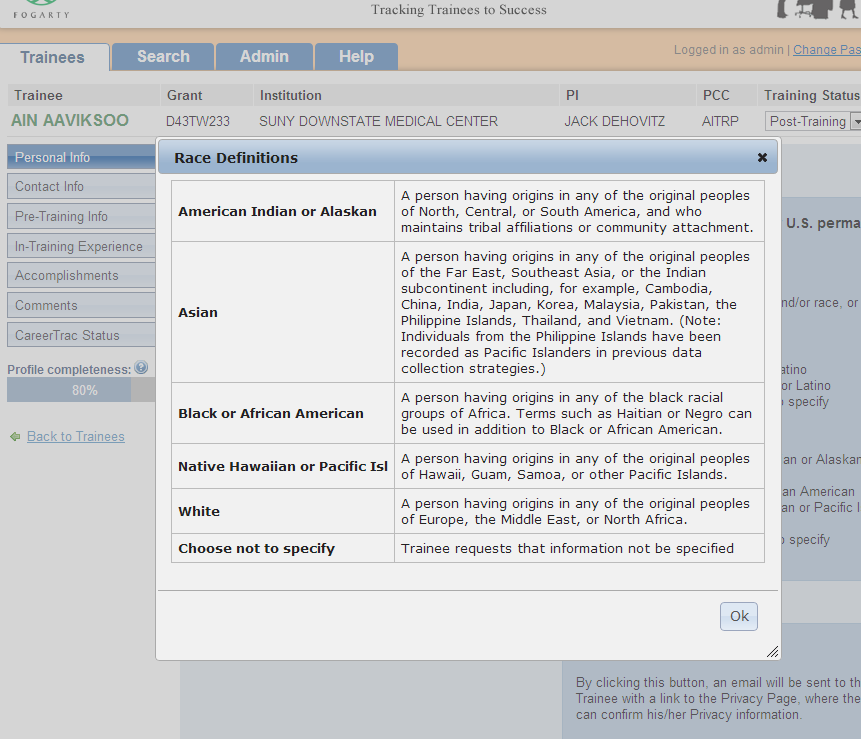 FOGARTY
Tracking Trainees to Success
Trainees Search Admin Help
Logged in as admin | Change Pas
Trainee Grant Institution PI PCC Training Status
AIN AAVIKSOO D43TW233 SUNY DOWNSTATE MEDICAL CENTER JACK DEHOVITZ AITRP Post-Training
Personal Info
Contact Info
Pre-Training Info
In-Training Experience
Accomplishments
Comments
CareerTrac Status
Profile completeness:
80%
Back to Trainees
Race Definitions
American Indian or Alaskan
A person having origins in any of the original peoples
of North, Central, or South America, and who
maintains tribal affiliations or community attachment.
Asian
A person having origins in any of the original peoples
of the Far East, Southeast Asia, or the Indian
subcontinent including, for example, Cambodia,
China, India, Japan, Korea, Malaysia, Pakistan, the
Philippine Islands, Thailand, and Vietnam. (Note:
Individuals from the Philippine Islands have been
recorded as Pacific Islanders in previous data
collection strategies.)
Black or African American
A person having origins in any of the black racial
groups of Africa. Terms such as Haitian or Negro can
be used in addition to Black or African American.
Native Hawaiian or Pacific Isl
A person having origins in any of the original peoples
of Hawaii, Guam, Samoa, or other Pacific Islands.
White
A person having origins in any of the original peoples
of Europe, the Middle East, or North Africa.
Choose not to specify
Trainee requests that information not be specified
Ok
U.S. perma
nd/or race, or
atino
or Latino
specify
an or Alaskan
an American
an or Pacific I
specify
By clicking this button, an email will be sent to th
Trainee with a link to the Privacy Page, where the
can confirm his/her Privacy information.